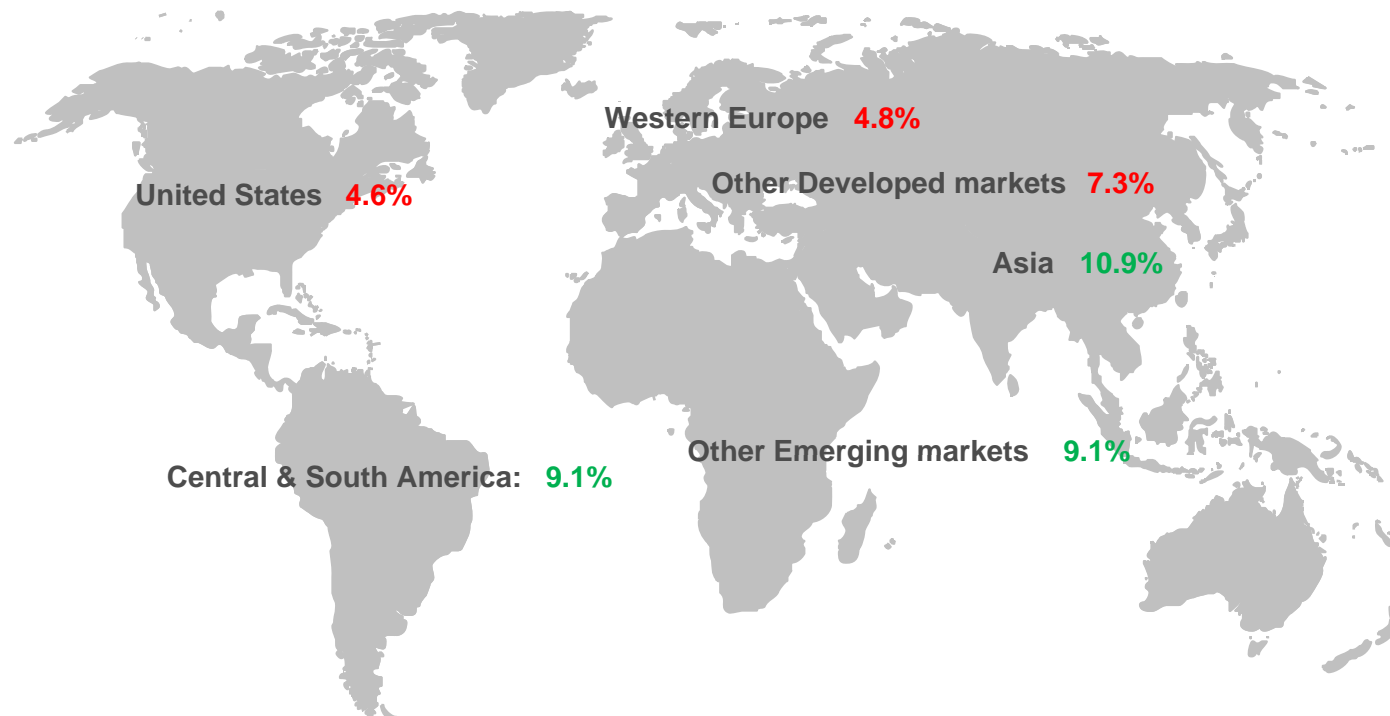 Western Europe 4.8%
United States 4.6%
Other Developed markets 7.3%
Asia 10.9%
Other Emerging markets 9.1%
Central & South America: 9.1%